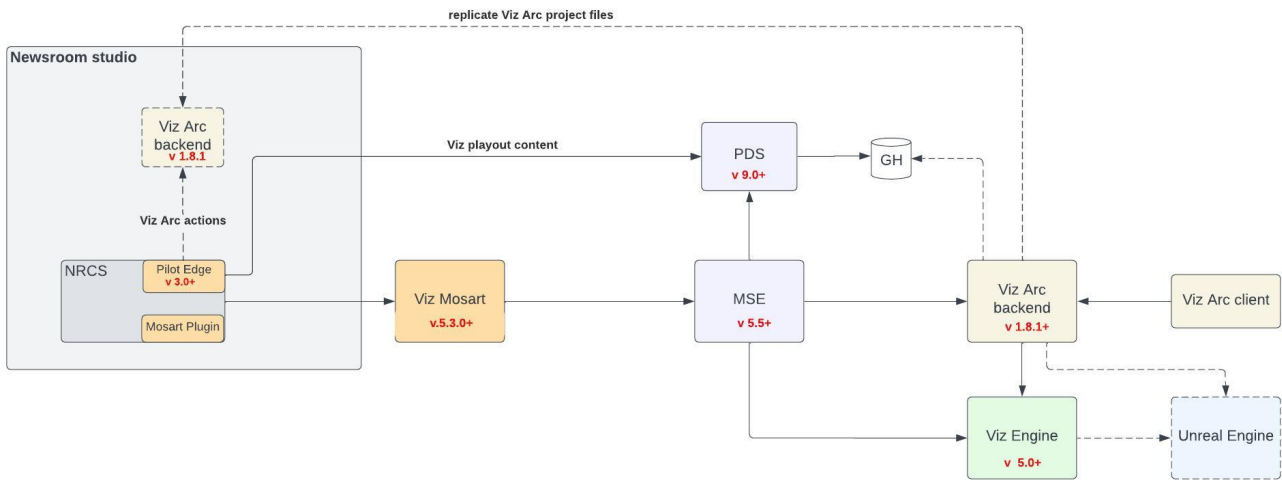 replicate Viz Arc project files
Newsroom studio
Viz Arc
backend
v 1.8.1
Viz playout content
PDS
v 9.0+
GH
Viz Arc actions
NRCS
Pilot Edge
v 3.0+
Mosart Plugin
Viz Mosart
v.5.3.0+
MSE
v 5.5+
Viz Arc
backend
v 1.8.1+
Viz Arc client
Viz Engine
v 5.0+
Unreal Engine